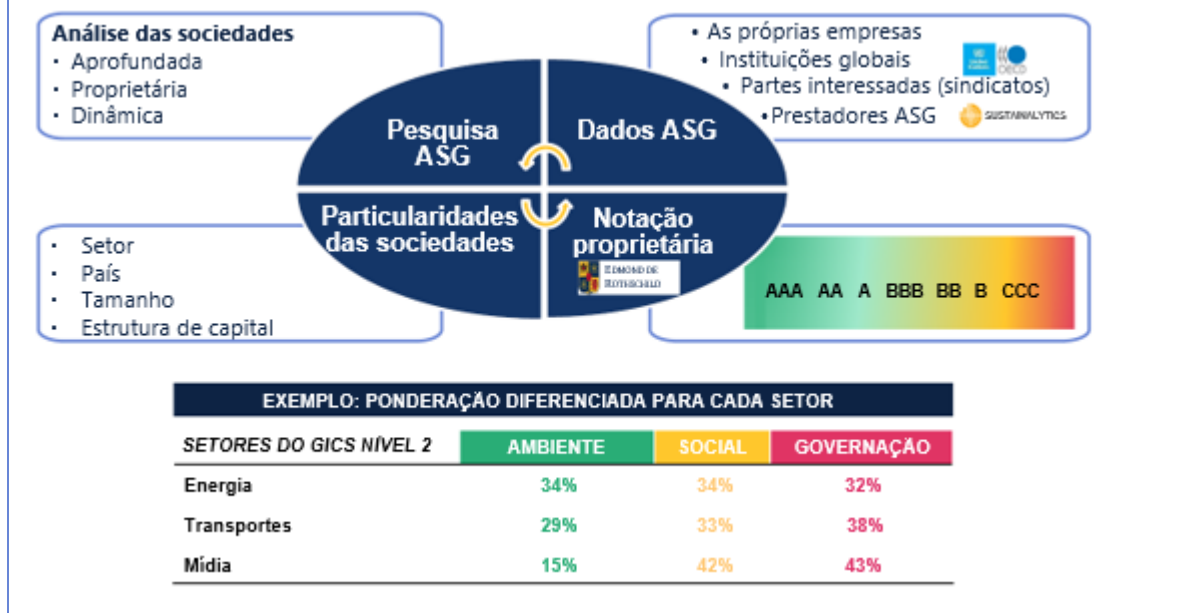 Análise das sociedades
· Aprofundada
· Proprietária
· Dinâmica
• As próprias empresas
• Instituições globais
OECD
• Partes interessadas (sindicatos)
•Prestadores ASG
SUSTAINALYTICS
Pesquisa
ASG
Dados ASG
Particularidades
das sociedades
Notação
proprietária
EDMOND DE
ROTHSCHILD
· Setor
· País
· Tamanho
· Estrutura de capital
AAA AA A BBB BB B CCC
EXEMPLO: PONDERAÇÃO DIFERENCIADA PARA CADA SETOR
SETORES DO GICS NÍVEL 2 AMBIENTE SOCIAL GOVERNAÇÃO
Energia 34% 34% 32%
Transportes 29% 33% 38%
Mídia 15% 42% 43%